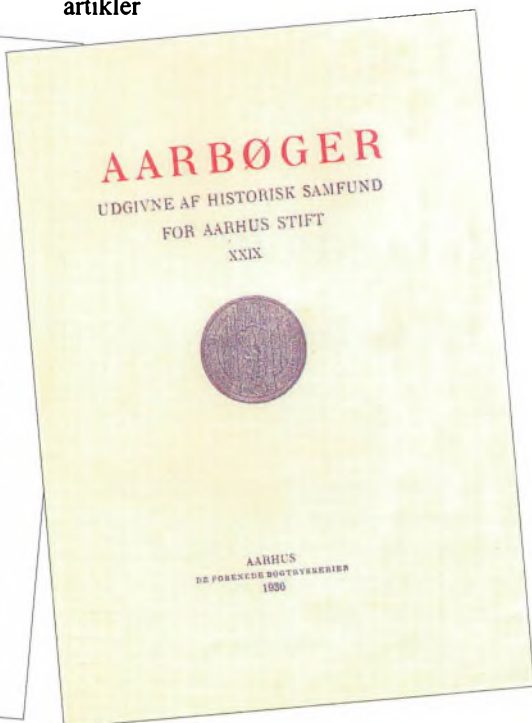 artikler
AARBØGER
UDGIVNE AF HISTORISK SAMFUND
FOR AARHUS STIFT
XXIX
AARHUS
DE FORENEDE BOGTRYKKERIER
1936